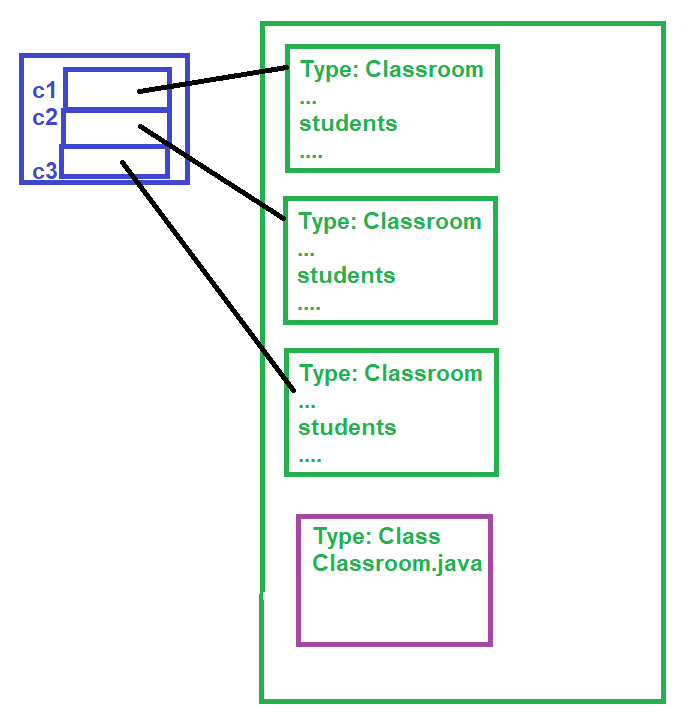 c1
c2
c3
Type: Classroom
...
students
....
Type: Classroom
...
students
....
Type: Classroom
...
students
....
Type: Class
Classroom.java